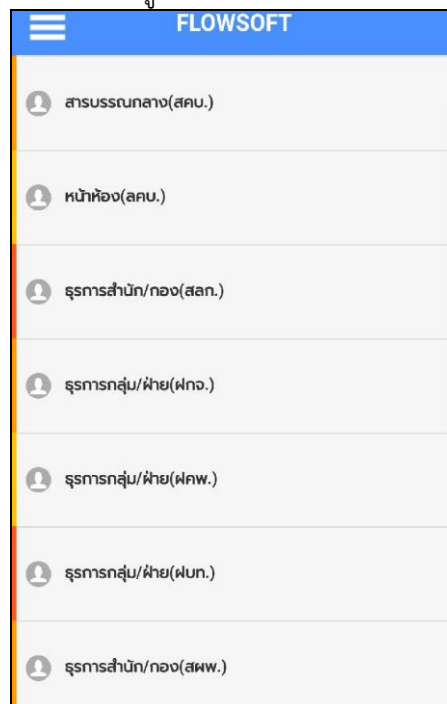 FLOWSOFT
สารบรรณกลาง(สคบ.)
หน้าห้อง(ลคบ.)
ธุรการสำนัก/กอง(สลก.)
ธุรการกลุ่ม/ฝ่าย(ฝกจ.)
ธุรการกลุ่ม/ฝ่าย(ฝคพ.)
ธุรการกลุ่ม/ฝ่าย(ฝบท.)
ธุรการสำนัก/กอง(สผพ.)